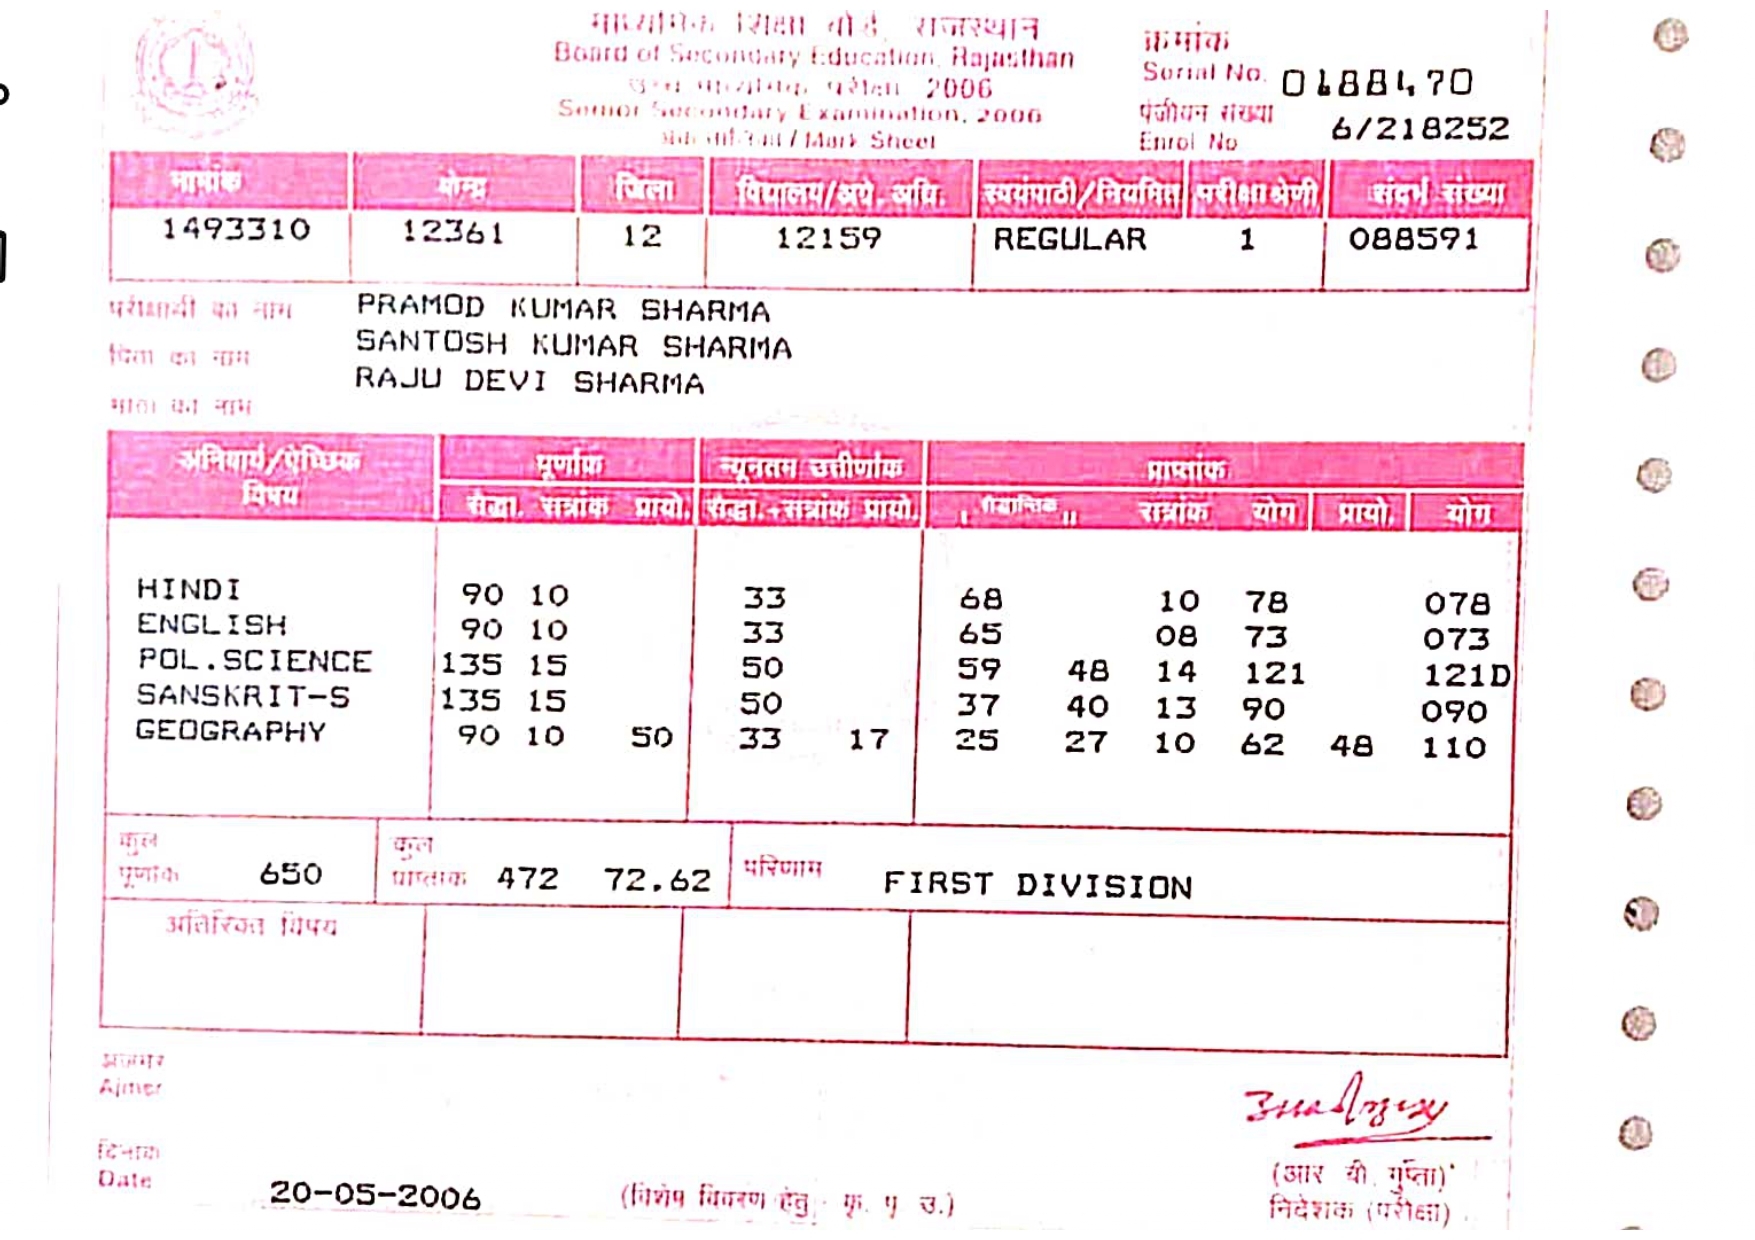 माध्यमिक शिक्षा बोर्ड, राजस्थान
Board of Secondary Education, Rajasthan
2006
Senior Secondary Examination, 2006
/ Mark Sheet
क्रमांक
Serial No. 0188470
पंजीयन संख्या
Enrol No 6/218252
नामांक केन्द्र जिला विद्यालय/अग्रे. अधि. स्वयंपाठी/नियमित परीक्षा श्रेणी संदर्भ संख्या
1493310 12361 12 12159 REGULAR 1 088591
परीक्षार्थी का नाम PRAMOD KUMAR SHARMA
पिता का नाम SANTOSH KUMAR SHARMA
माता का नाम RAJU DEVI SHARMA
अनिवार्य/ऐच्छिक विषय पूर्णांक न्यूनतम उत्तीर्णांक प्राप्तांक
सैद्धा. सत्रांक प्रायो. सैद्धा.+सत्रांक प्रायो. I सैद्धान्तिक II सत्रांक योग प्रायो. योग
HINDI 90 10 33 68 10 78 078
ENGLISH 90 10 33 65 08 73 073
POL.SCIENCE 135 15 50 59 48 14 121 121D
SANSKRIT-S 135 15 50 37 40 13 90 090
GEOGRAPHY 90 10 50 33 17 25 27 10 62 48 110
कुल पूर्णांक 650 कुल प्राप्तांक 472 72.62 परिणाम FIRST DIVISION
अतिरिक्त विषय
अजमेर
Ajmer
दिनांक
Date 20-05-2006 (विशेष विवरण हेतु - कृ. पृ. उ.)
(आर. बी. गुप्ता)
निदेशक (परीक्षा)